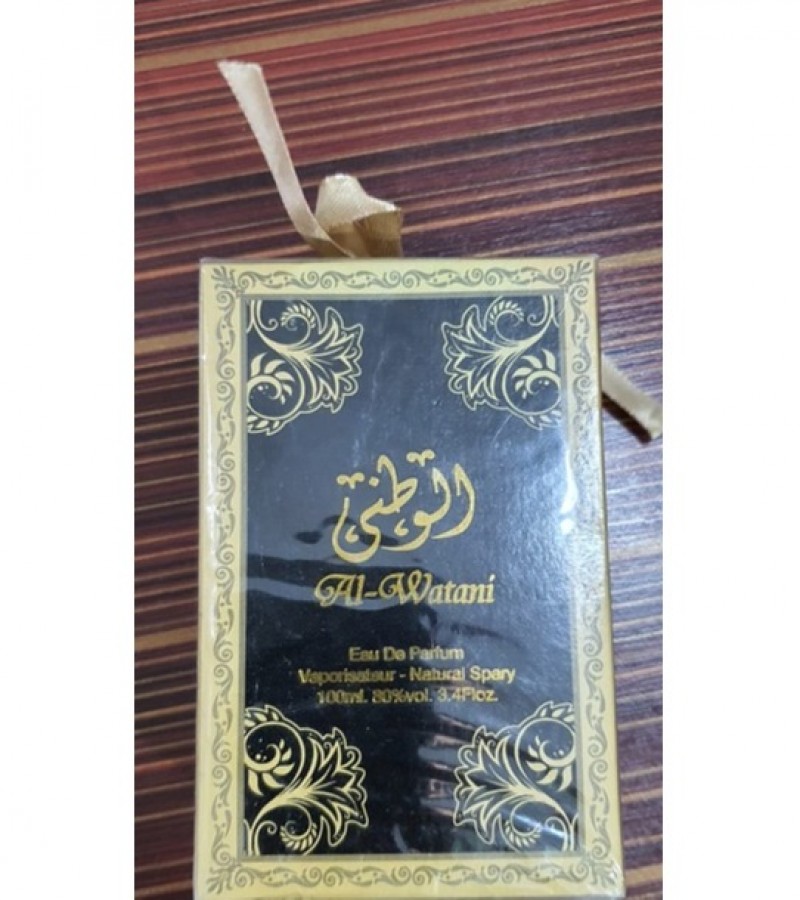 الوطني
Al-Watani
Eau De Parfum
Vaporisateur - Natural Spary
100ml. 80%vol. 3.4Floz.